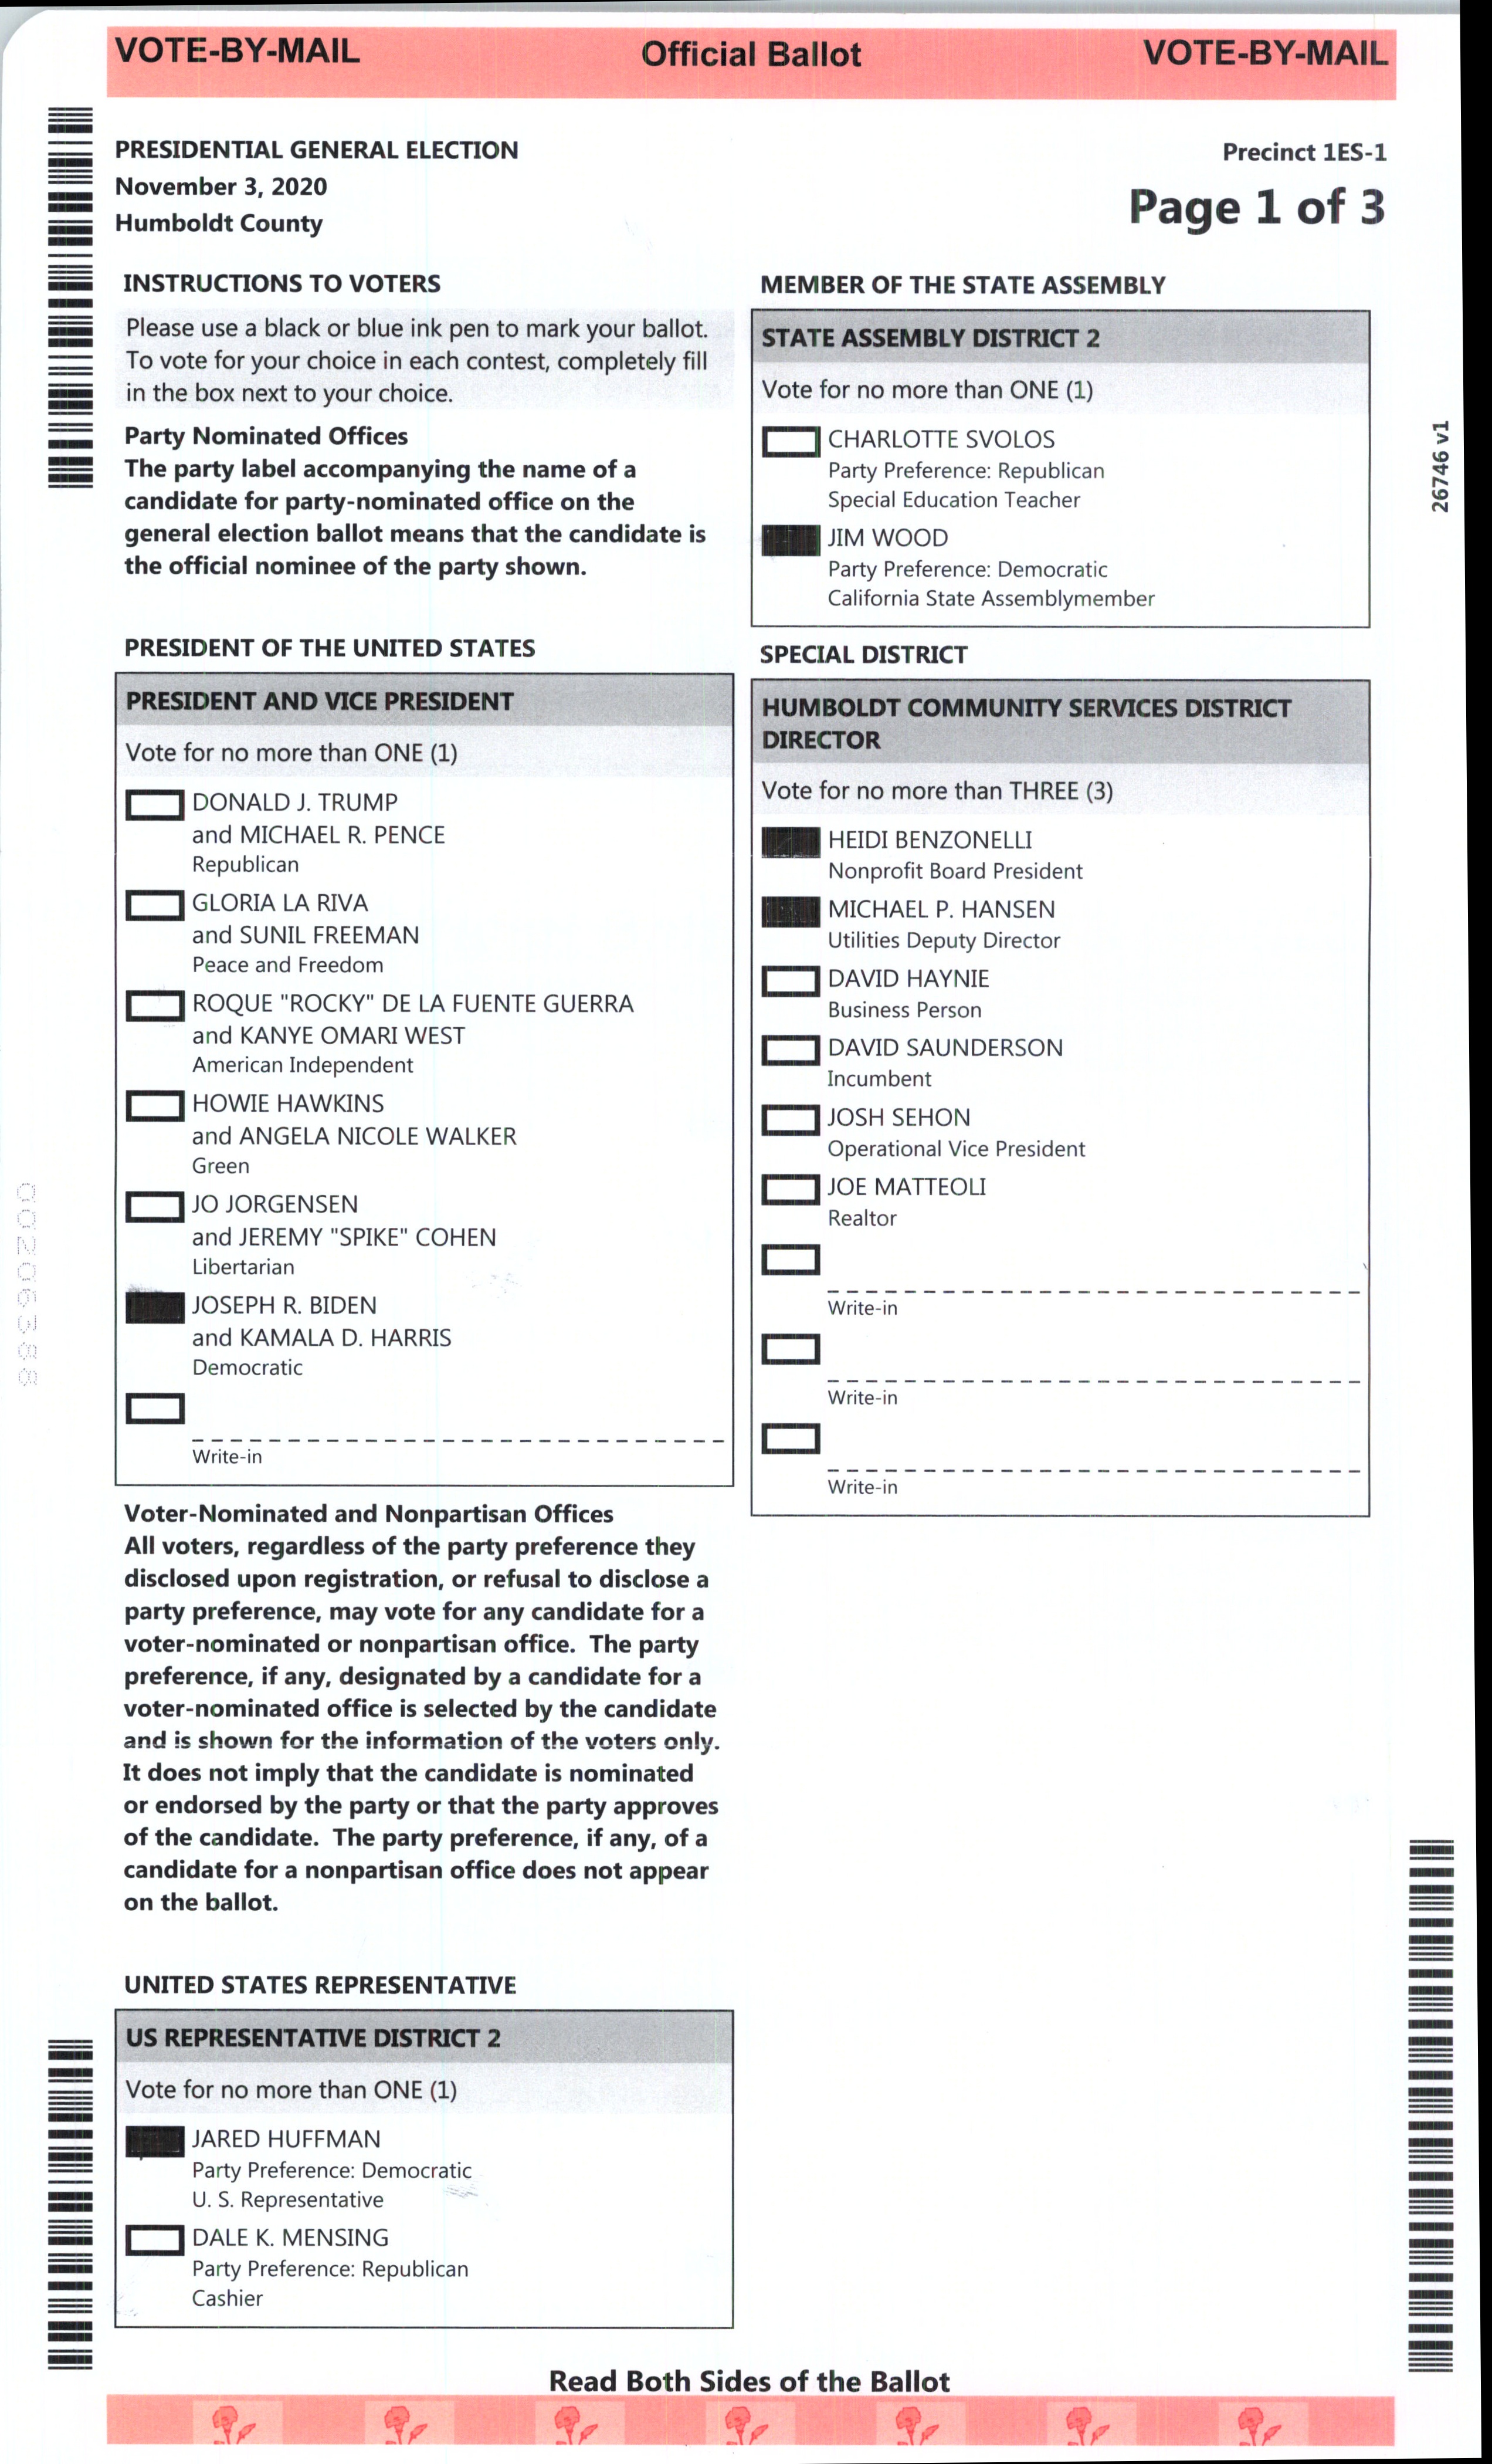 VOTE-BY-MAIL Official Ballot VOTE-BY-MAIL
PRESIDENTIAL GENERAL ELECTION
November 3, 2020
Humboldt County
Precinct 1ES-1
Page 1 of 3
INSTRUCTIONS TO VOTERS
Please use a black or blue ink pen to mark your ballot.
To vote for your choice in each contest, completely fill
in the box next to your choice.
Party Nominated Offices
The party label accompanying the name of a
candidate for party-nominated office on the
general election ballot means that the candidate is
the official nominee of the party shown.
PRESIDENT OF THE UNITED STATES
PRESIDENT AND VICE PRESIDENT
Vote for no more than ONE (1)
DONALD J. TRUMP
and MICHAEL R. PENCE
Republican
GLORIA LA RIVA
and SUNIL FREEMAN
Peace and Freedom
ROQUE "ROCKY" DE LA FUENTE GUERRA
and KANYE OMARI WEST
American Independent
HOWIE HAWKINS
and ANGELA NICOLE WALKER
Green
JO JORGENSEN
and JEREMY "SPIKE" COHEN
Libertarian
JOSEPH R. BIDEN
and KAMALA D. HARRIS
Democratic
Write-in
Voter-Nominated and Nonpartisan Offices
All voters, regardless of the party preference they
disclosed upon registration, or refusal to disclose a
party preference, may vote for any candidate for a
voter-nominated or nonpartisan office. The party
preference, if any, designated by a candidate for a
voter-nominated office is selected by the candidate
and is shown for the information of the voters only.
It does not imply that the candidate is nominated
or endorsed by the party or that the party approves
of the candidate. The party preference, if any, of a
candidate for a nonpartisan office does not appear
on the ballot.
UNITED STATES REPRESENTATIVE
US REPRESENTATIVE DISTRICT 2
Vote for no more than ONE (1)
JARED HUFFMAN
Party Preference: Democratic
U. S. Representative
DALE K. MENSING
Party Preference: Republican
Cashier
MEMBER OF THE STATE ASSEMBLY
STATE ASSEMBLY DISTRICT 2
Vote for no more than ONE (1)
CHARLOTTE SVOLOS
Party Preference: Republican
Special Education Teacher
JIM WOOD
Party Preference: Democratic
California State Assemblymember
SPECIAL DISTRICT
HUMBOLDT COMMUNITY SERVICES DISTRICT
DIRECTOR
Vote for no more than THREE (3)
HEIDI BENZONELLI
Nonprofit Board President
MICHAEL P. HANSEN
Utilities Deputy Director
DAVID HAYNIE
Business Person
DAVID SAUNDERSON
Incumbent
JOSH SEHON
Operational Vice President
JOE MATTEOLI
Realtor
Write-in
Write-in
Write-in
26746 v1
00206388
Read Both Sides of the Ballot